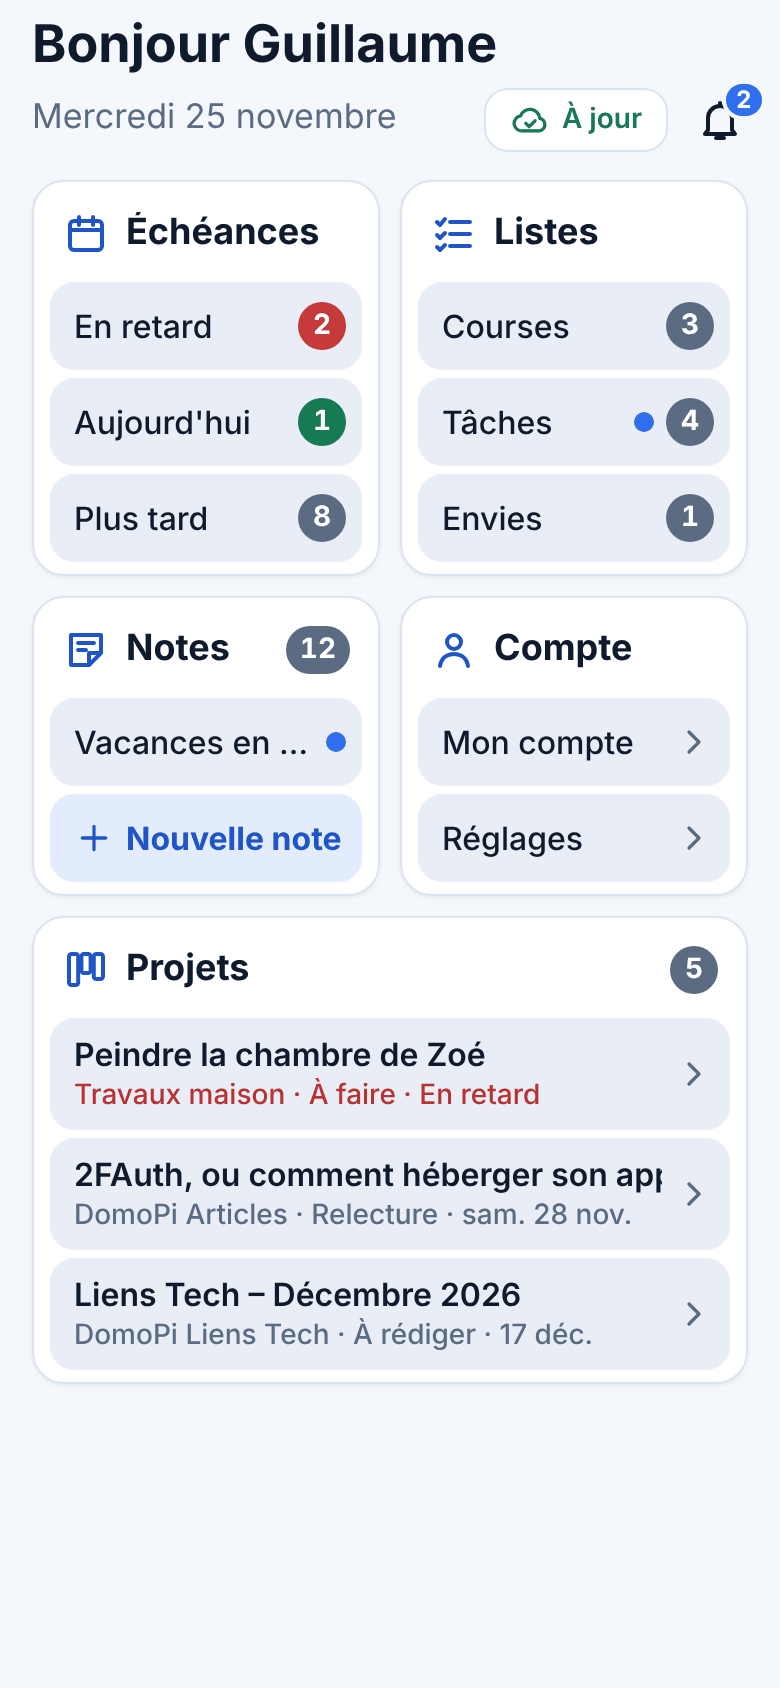 Bonjour Guillaume
Mercredi 25 novembre
À jour
2
Échéances
En retard 2
Aujourd'hui 1
Plus tard 8
Listes
Courses 3
Tâches 4
Envies 1
Notes 12
Vacances en ...
+ Nouvelle note
Compte
Mon compte
Réglages
Projets 5
Peindre la chambre de Zoé
Travaux maison · À faire · En retard
2FAuth, ou comment héberger son app
DomoPi Articles · Relecture · sam. 28 nov.
Liens Tech – Décembre 2026
DomoPi Liens Tech · À rédiger · 17 déc.